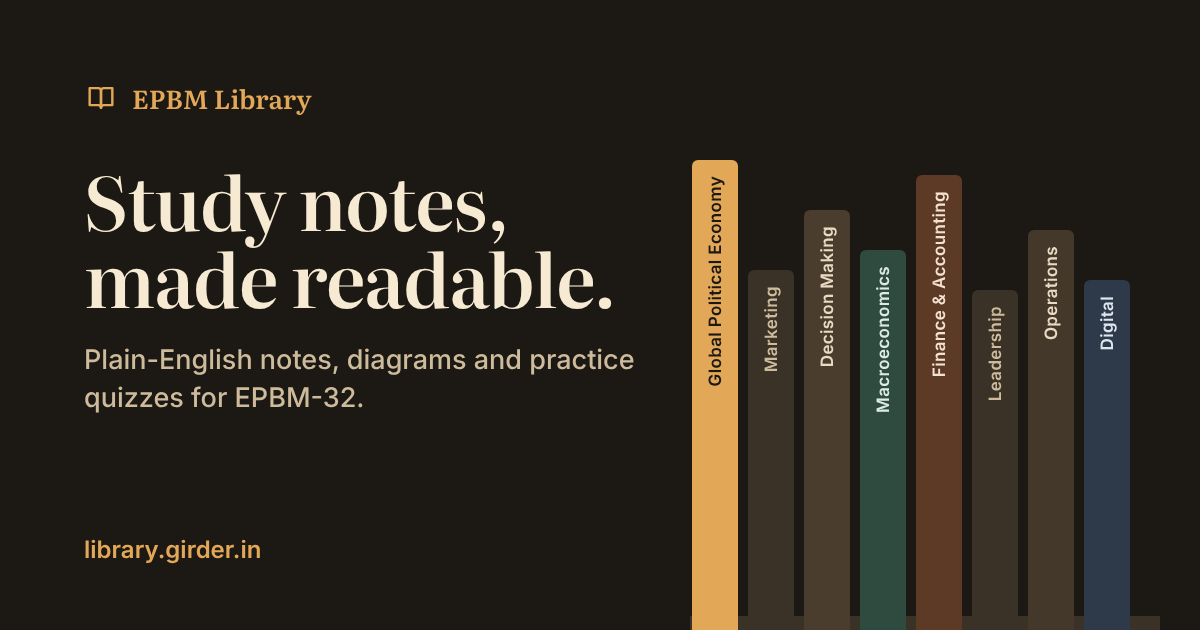 EPBM Library
Study notes,
made readable.
Plain-English notes, diagrams and practice
quizzes for EPBM-32.
library.girder.in
Global Political Economy
Marketing
Decision Making
Macroeconomics
Finance & Accounting
Leadership
Operations
Digital